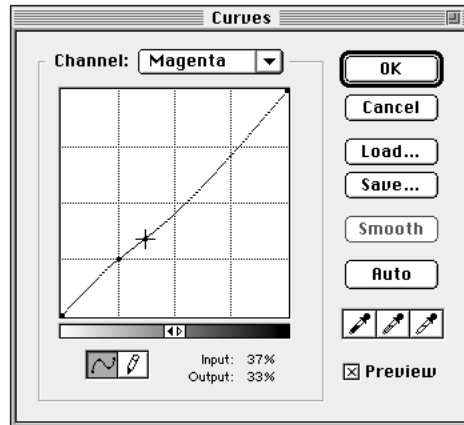 Curves
Channel: Magenta
OK
Cancel
Load...
Save...
Smooth
Auto
Input: 37%
Output: 33%
Preview